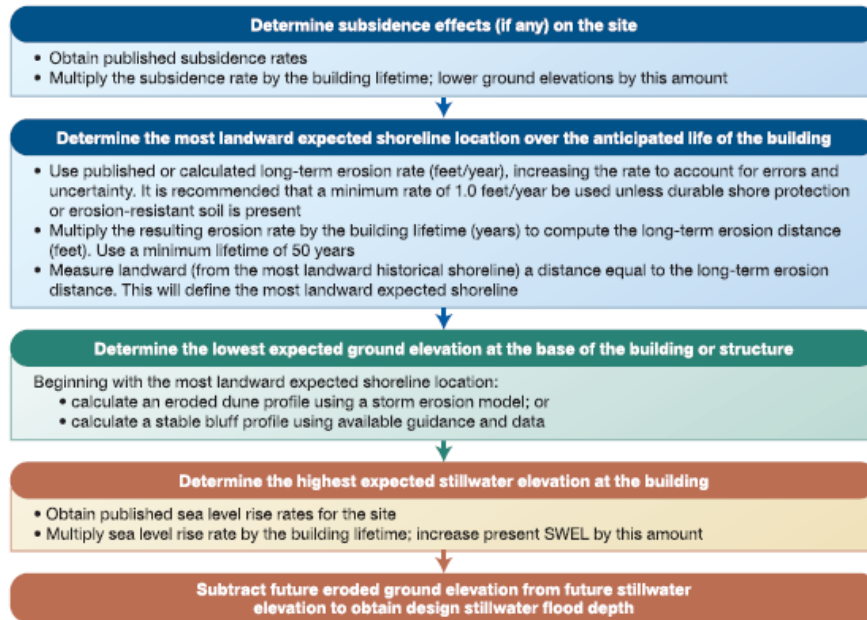 Determine subsidence effects (if any) on the site
• Obtain published subsidence rates
• Multiply the subsidence rate by the building lifetime; lower ground elevations by this amount
Determine the most landward expected shoreline location over the anticipated life of the building
• Use published or calculated long-term erosion rate (feet/year), increasing the rate to account for errors and
uncertainty. It is recommended that a minimum rate of 1.0 feet/year be used unless durable shore protection
or erosion-resistant soil is present
• Multiply the resulting erosion rate by the building lifetime (years) to compute the long-term erosion distance
(feet). Use a minimum lifetime of 50 years
• Measure landward (from the most landward historical shoreline) a distance equal to the long-term erosion
distance. This will define the most landward expected shoreline
Determine the lowest expected ground elevation at the base of the building or structure
Beginning with the most landward expected shoreline location:
• calculate an eroded dune profile using a storm erosion model; or
• calculate a stable bluff profile using available guidance and data
Determine the highest expected stillwater elevation at the building
• Obtain published sea level rise rates for the site
• Multiply sea level rise rate by the building lifetime; increase present SWEL by this amount
Subtract future eroded ground elevation from future stillwater
elevation to obtain design stillwater flood depth